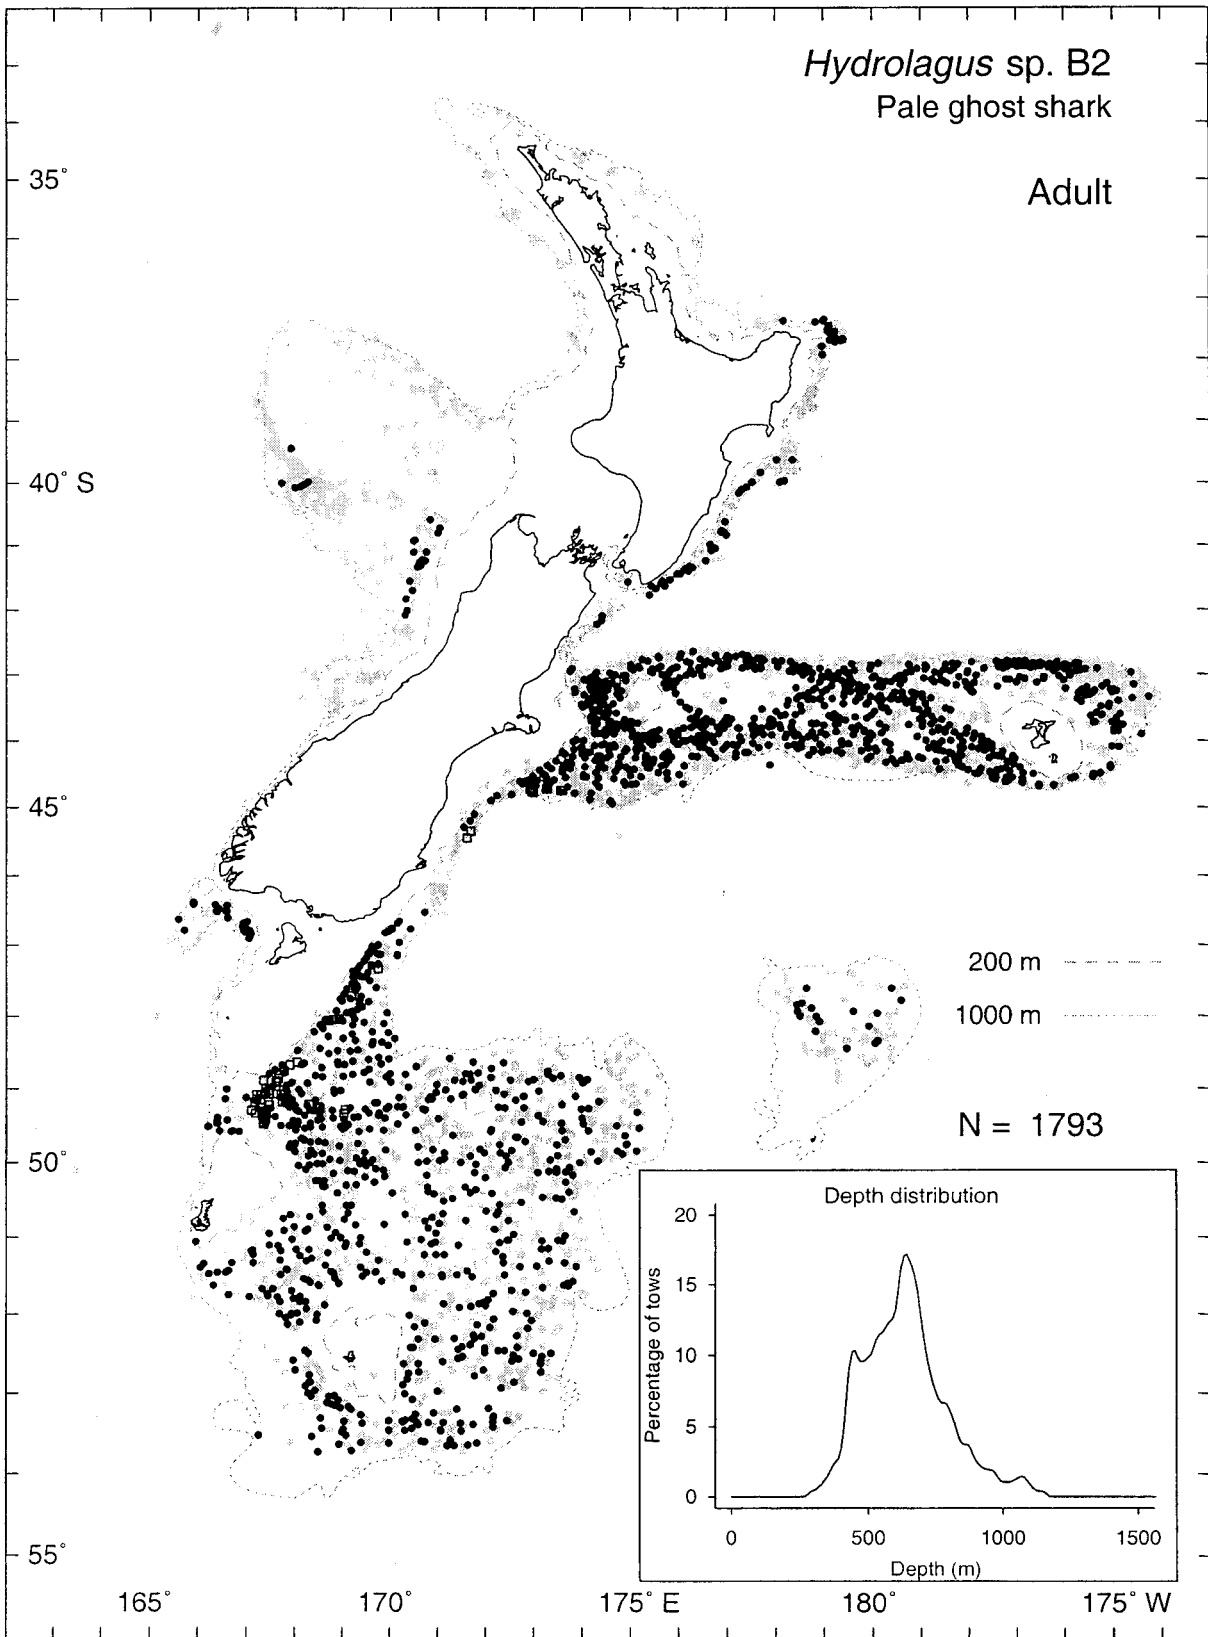 Hydrolagus sp. B2
Pale ghost shark
Adult
35°
40° S
45°
50°
55°
165°
170°
175° E
180°
175° W
200 m
1000 m
N = 1793
Depth distribution
Percentage of tows
20
15
10
5
0
0
500
1000
1500
Depth (m)